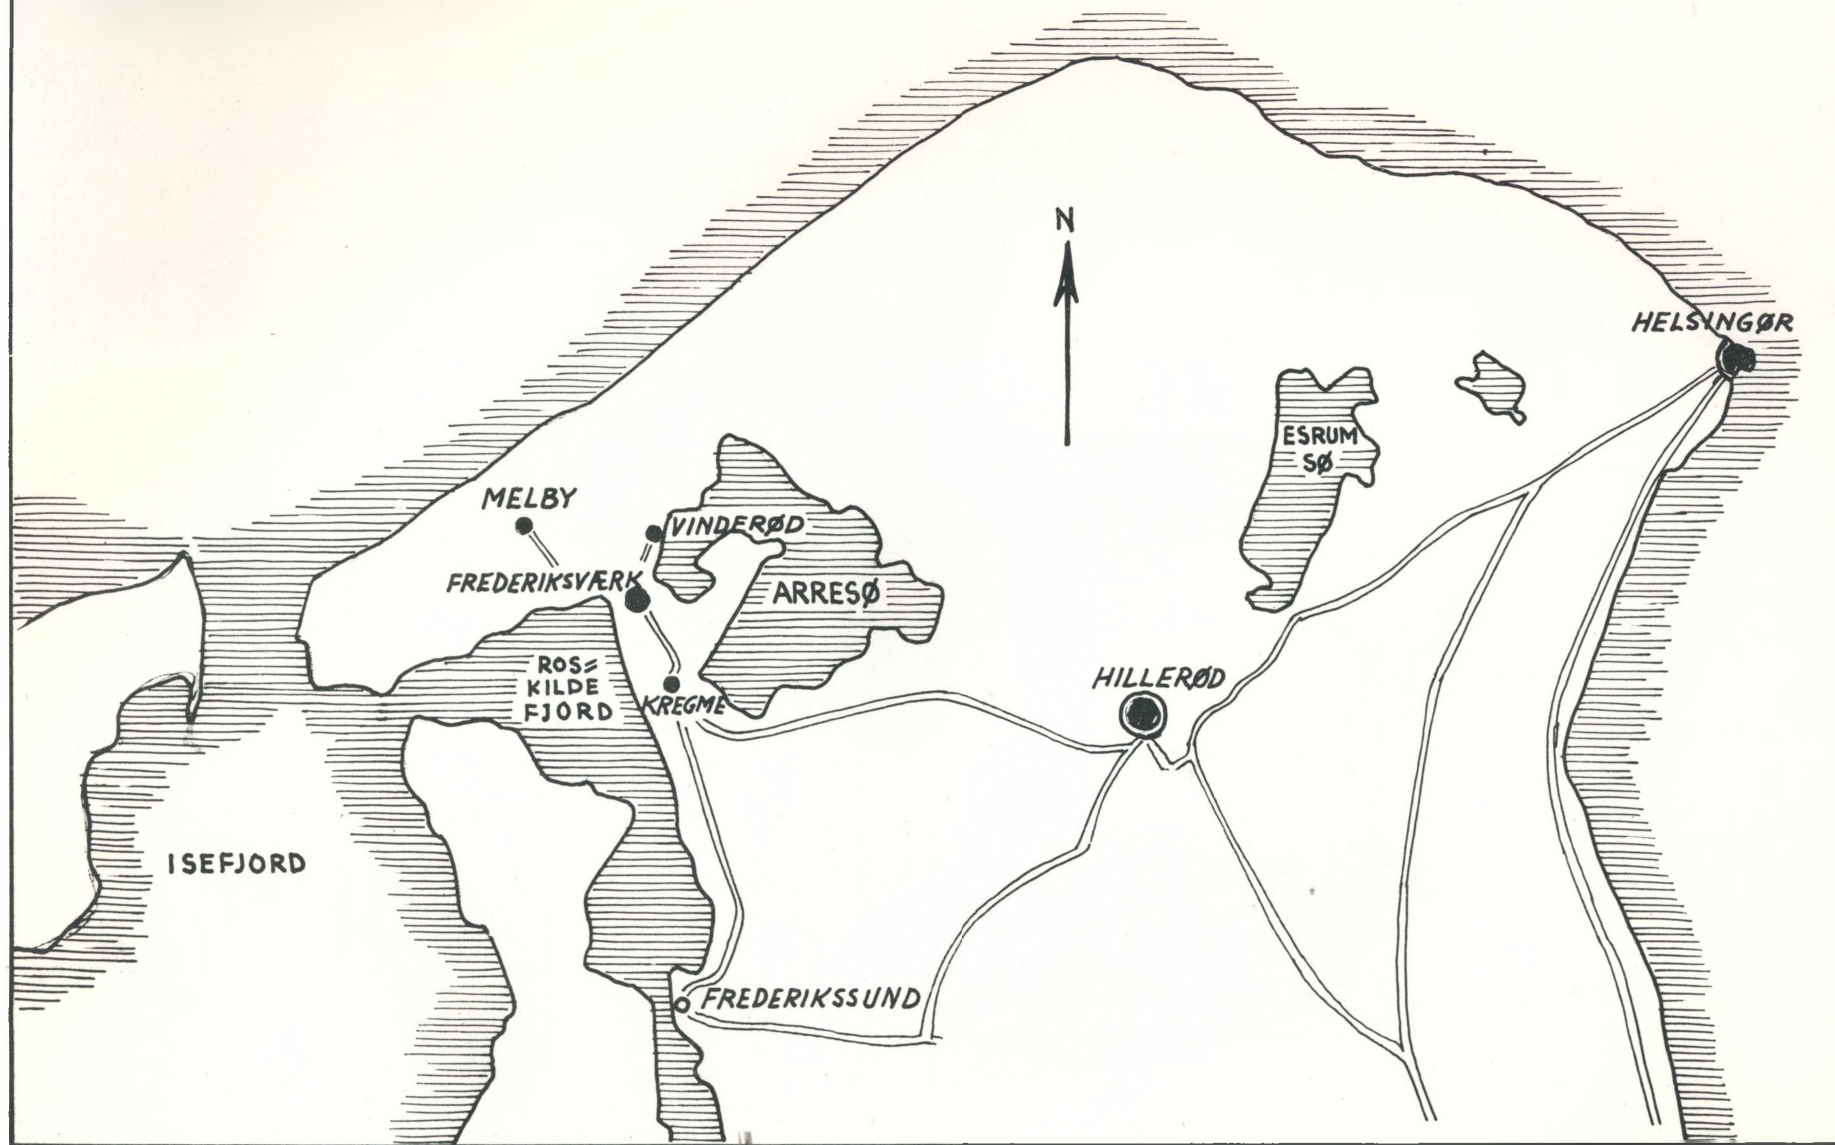 N
HELSINGØR
ESRUM
SØ
MELBY
VINDERØD
FREDERIKSVÆRK
ARRESØ
ROS=
KILDE
FJORD
KREGME
HILLERØD
ISEFJORD
FREDERIKSSUND